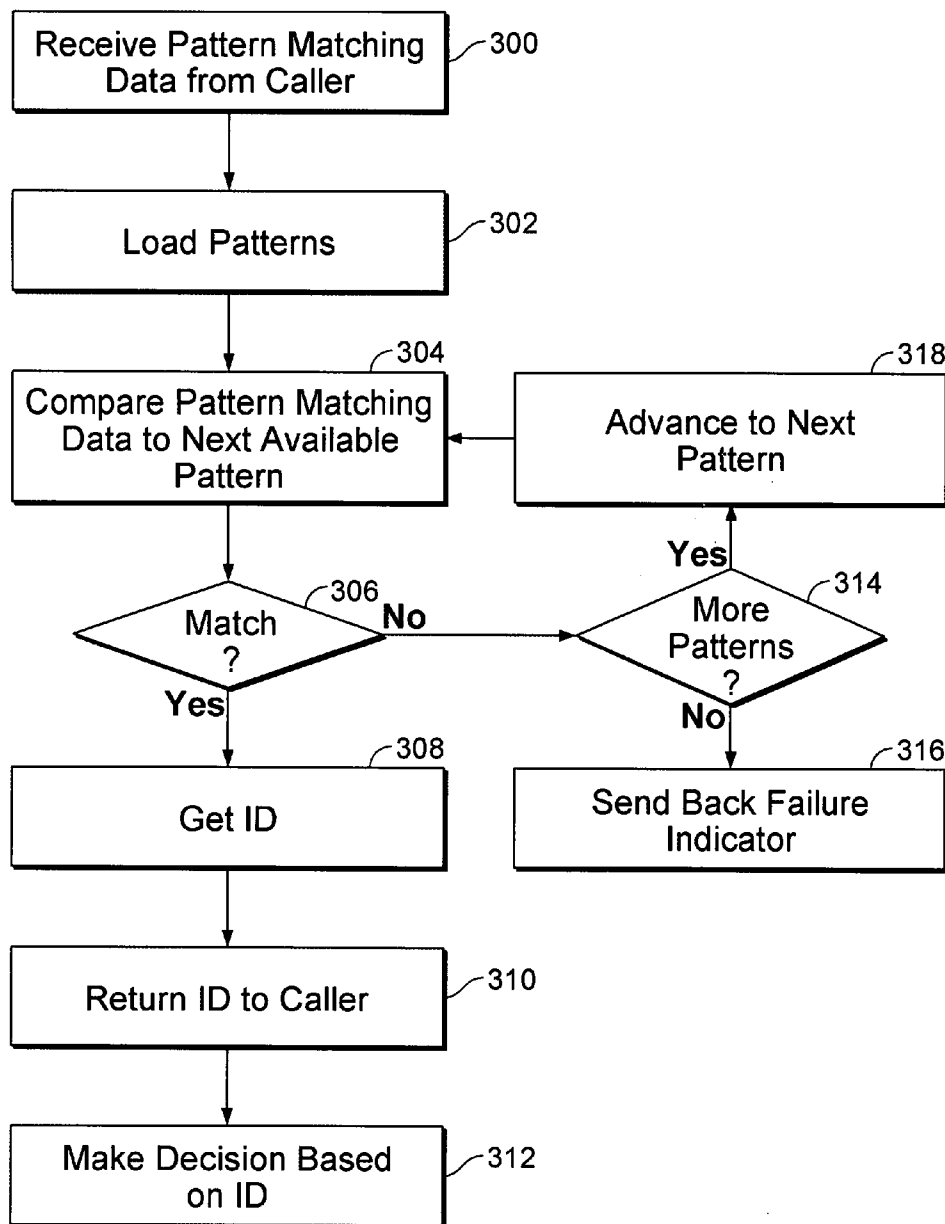 Receive Pattern Matching
Data from Caller
300
Load Patterns
302
304
Compare Pattern Matching
Data to Next Available
Pattern
318
Advance to Next
Pattern
306
Match
?
No
Yes
314
More
Patterns
?
Yes
No
308
Get ID
316
Send Back Failure
Indicator
Return ID to Caller
310
Make Decision Based
on ID
312